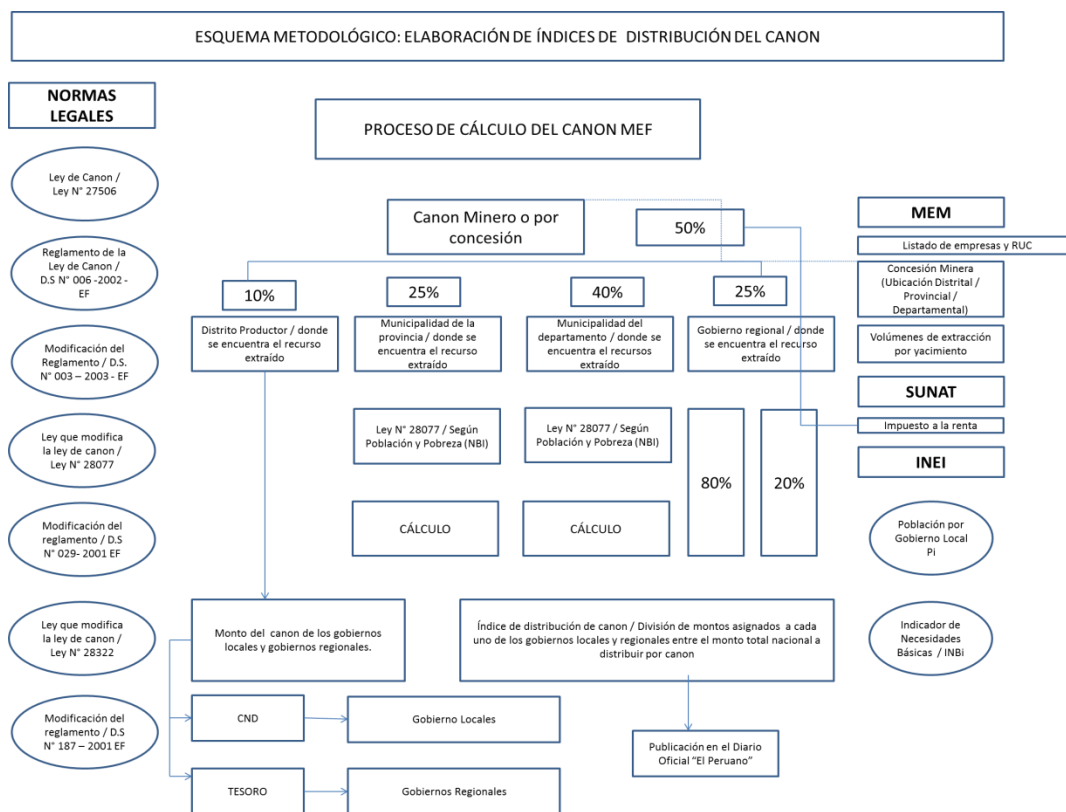 ESQUEMA METODOLÓGICO: ELABORACIÓN DE ÍNDICES DE DISTRIBUCIÓN DEL CANON
NORMAS
LEGALES
PROCESO DE CÁLCULO DEL CANON MEF
Ley de Canon /
Ley N° 27506
Reglamento de la
Ley de Canon /
D.S N° 006 -2002 -
EF
Modificación del
Reglamento / D.S.
N° 003 – 2003 - EF
Ley que modifica
la ley de canon /
Ley N° 28077
Modificación del
reglamento / D.S
N° 029- 2001 EF
Ley que modifica
la ley de canon /
Ley N° 28322
Modificación del
reglamento / D.S
N° 187 – 2001 EF
Canon Minero o por
concesión
50%
10%
25%
40%
25%
Distrito Productor / donde
se encuentra el recurso
extraído
Municipalidad de la
provincia / donde se
encuentra el recurso
extraído
Municipalidad del
departamento / donde se
encuentra el recursos
extraído
Gobierno regional / donde
se encuentra el recurso
extraído
Ley N° 28077 / Según
Población y Pobreza (NBI)
Ley N° 28077 / Según
Población y Pobreza (NBI)
80%
20%
CÁLCULO
CÁLCULO
Monto del canon de los gobiernos
locales y gobiernos regionales.
Índice de distribución de canon / División de montos asignados a cada
uno de los gobiernos locales y regionales entre el monto total nacional a
distribuir por canon
CND
Gobierno Locales
TESORO
Gobiernos Regionales
Publicación en el Diario
Oficial “El Peruano”
MEM
Listado de empresas y RUC
Concesión Minera
(Ubicación Distrital /
Provincial /
Departamental)
Volúmenes de extracción
por yacimiento
SUNAT
Impuesto a la renta
INEI
Población por
Gobierno Local
Pi
Indicador de
Necesidades
Básicas / INBi